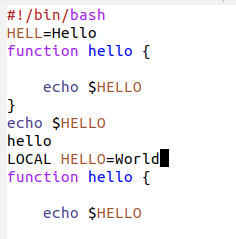 #!/bin/bash
HELL=Hello
function hello {
echo $HELLO
}
echo $HELLO
hello
LOCAL HELLO=World
function hello {
echo $HELLO